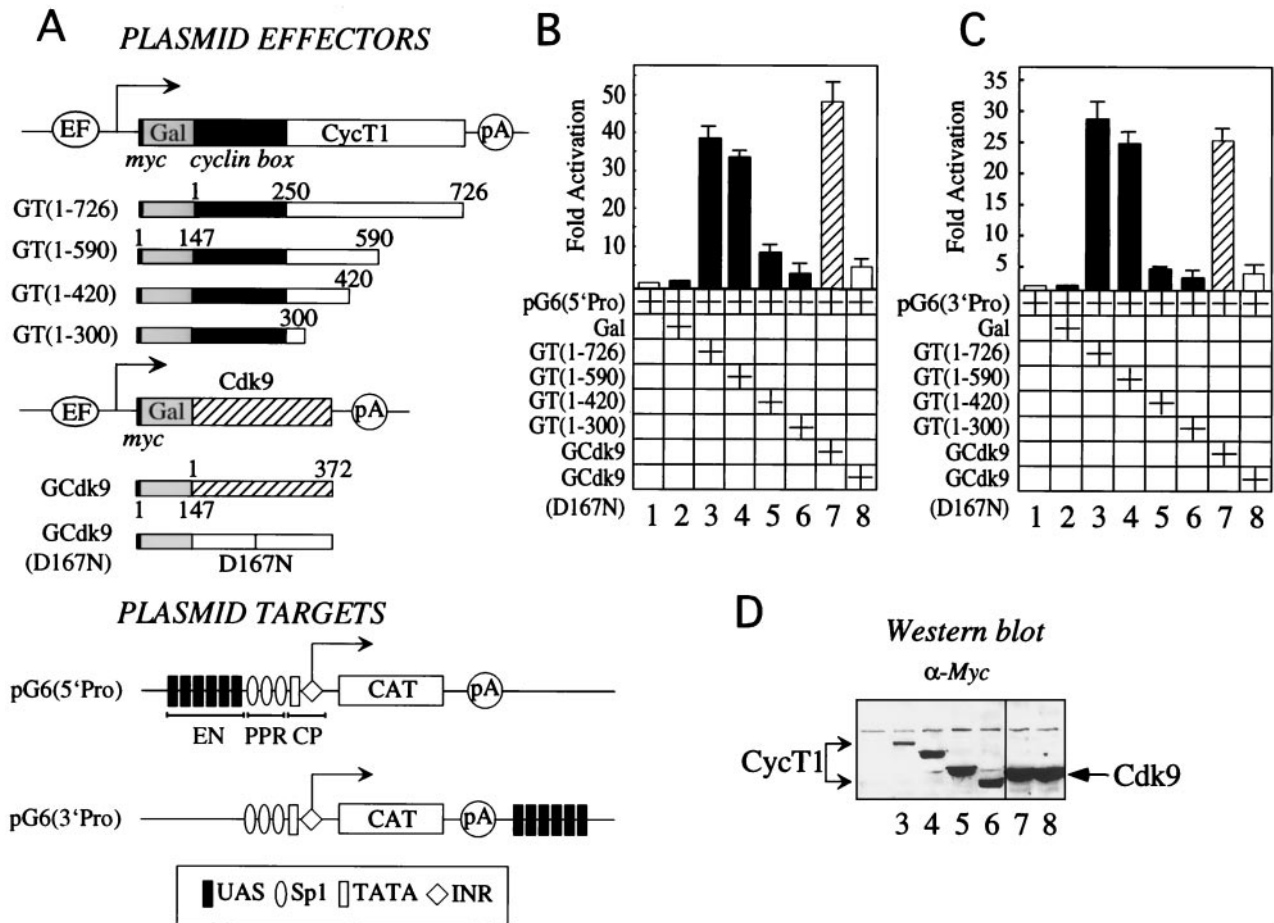 A
PLASMID EFFECTORS
EF
Gal
CycT1
pA
myc
cyclin box
1 250 726
GT(1-726)
1 147 590
GT(1-590)
420
GT(1-420)
300
GT(1-300)
Cdk9
EF
Gal
pA
myc
1 372
GCdk9
1 147
GCdk9
(D167N)
D167N
PLASMID TARGETS
pG6(5'Pro)
CAT
pA
EN PPR CP
pG6(3'Pro)
CAT
pA
UAS Sp1 TATA INR
B
Fold Activation
50
40
30
20
10
pG6(5'Pro) + + + + + + + +
Gal +
GT(1-726) +
GT(1-590) +
GT(1-420) +
GT(1-300) +
GCdk9 +
GCdk9 +
(D167N) 1 2 3 4 5 6 7 8
C
Fold Activation
35
30
25
20
15
10
5
pG6(3'Pro) + + + + + + + +
Gal +
GT(1-726) +
GT(1-590) +
GT(1-420) +
GT(1-300) +
GCdk9 +
GCdk9 +
(D167N) 1 2 3 4 5 6 7 8
D
Western blot
α-Myc
CycT1
Cdk9
3 4 5 6 7 8